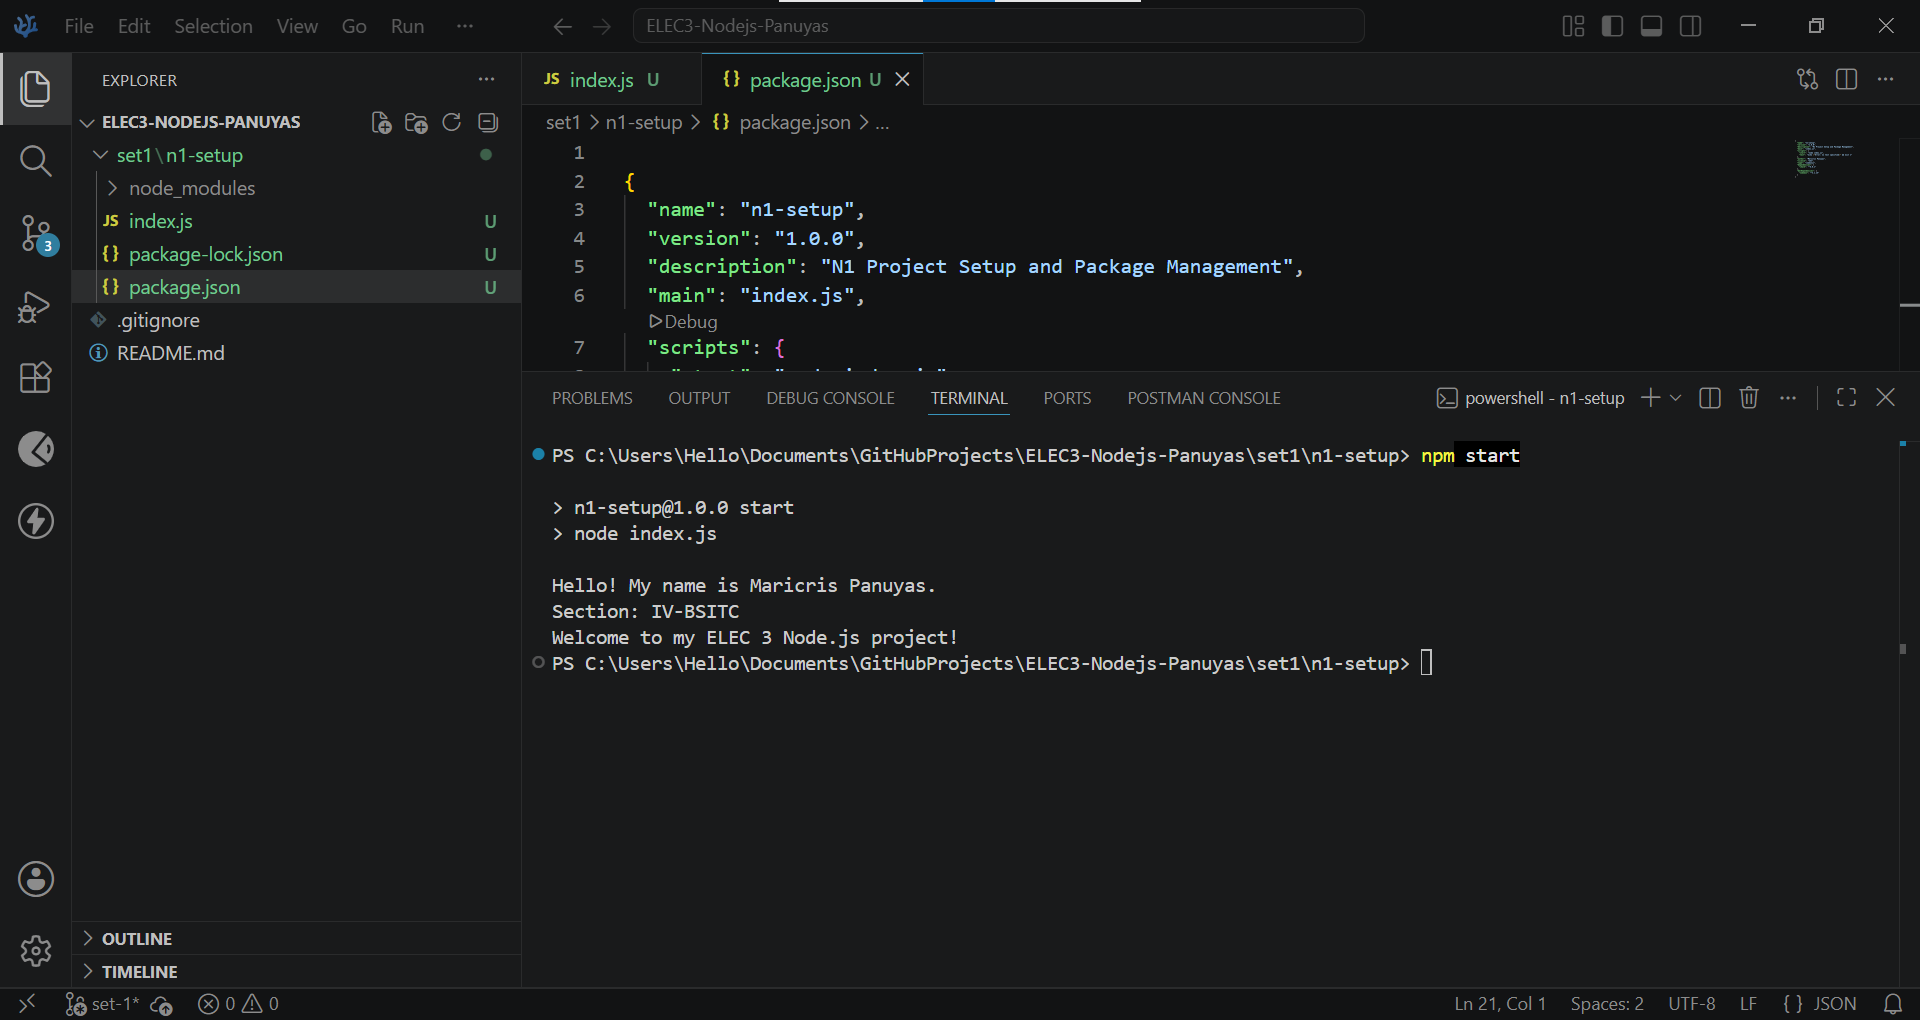 File Edit Selection View Go Run ···
ELEC3-Nodejs-Panuyas
EXPLORER
ELEC3-NODEJS-PANUYAS
set1\n1-setup
node_modules
JS index.js U
{} package-lock.json U
{} package.json U
.gitignore
README.md
3
OUTLINE
TIMELINE
JS index.js U
{} package.json U
set1 > n1-setup > {} package.json > ...
1
2 {
3 "name": "n1-setup",
4 "version": "1.0.0",
5 "description": "N1 Project Setup and Package Management",
6 "main": "index.js",
Debug
7 "scripts": {
PROBLEMS OUTPUT DEBUG CONSOLE TERMINAL PORTS POSTMAN CONSOLE
powershell - n1-setup
PS C:\Users\Hello\Documents\GitHubProjects\ELEC3-Nodejs-Panuyas\set1\n1-setup> npm start
> n1-setup@1.0.0 start
> node index.js
Hello! My name is Maricris Panuyas.
Section: IV-BSITC
Welcome to my ELEC 3 Node.js project!
PS C:\Users\Hello\Documents\GitHubProjects\ELEC3-Nodejs-Panuyas\set1\n1-setup>
set-1* 0 0
Ln 21, Col 1 Spaces: 2 UTF-8 LF {} JSON